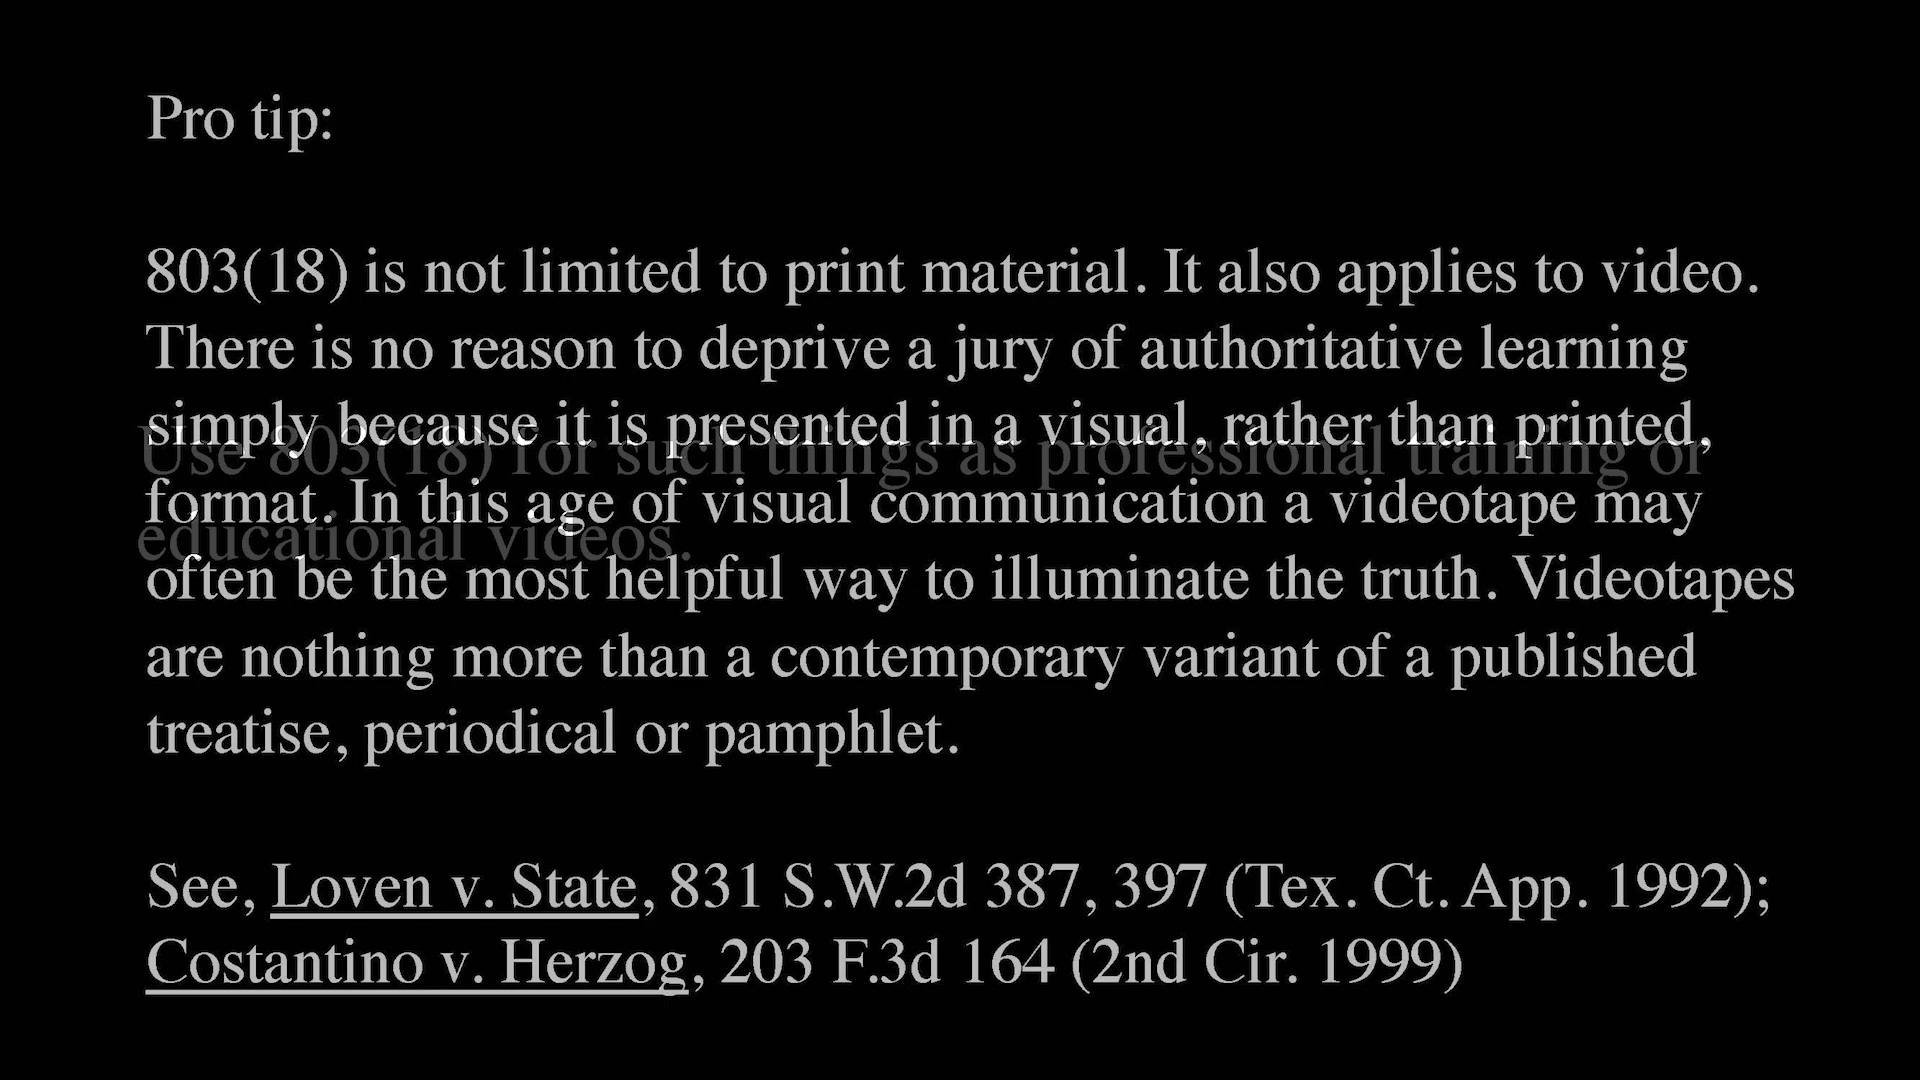 Pro tip:
803(18) is not limited to print material. It also applies to video.
There is no reason to deprive a jury of authoritative learning
simply because it is presented in a visual, rather than printed,
Use 803(18) for such things as professional training or
format. In this age of visual communication a videotape may
educational videos.
often be the most helpful way to illuminate the truth. Videotapes
are nothing more than a contemporary variant of a published
treatise, periodical or pamphlet.
See, Loven v. State, 831 S.W.2d 387, 397 (Tex. Ct. App. 1992);
Costantino v. Herzog, 203 F.3d 164 (2nd Cir. 1999)